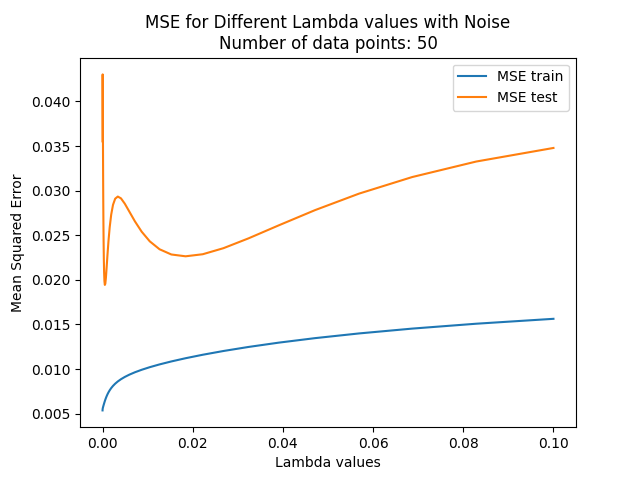 MSE for Different Lambda values with Noise
Number of data points: 50
MSE train
MSE test
Mean Squared Error
0.040
0.035
0.030
0.025
0.020
0.015
0.010
0.005
0.00 0.02 0.04 0.06 0.08 0.10
Lambda values